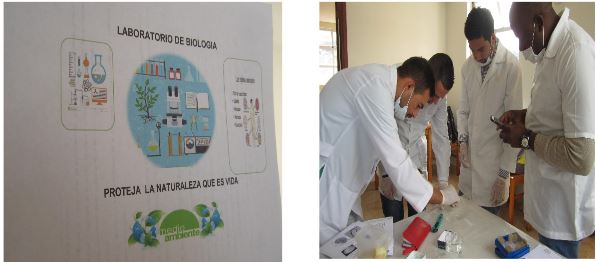 LABORATORIO DE BIOLOGIA
PROTEJA LA NATURALEZA QUE ES VIDA
medio
ambiente